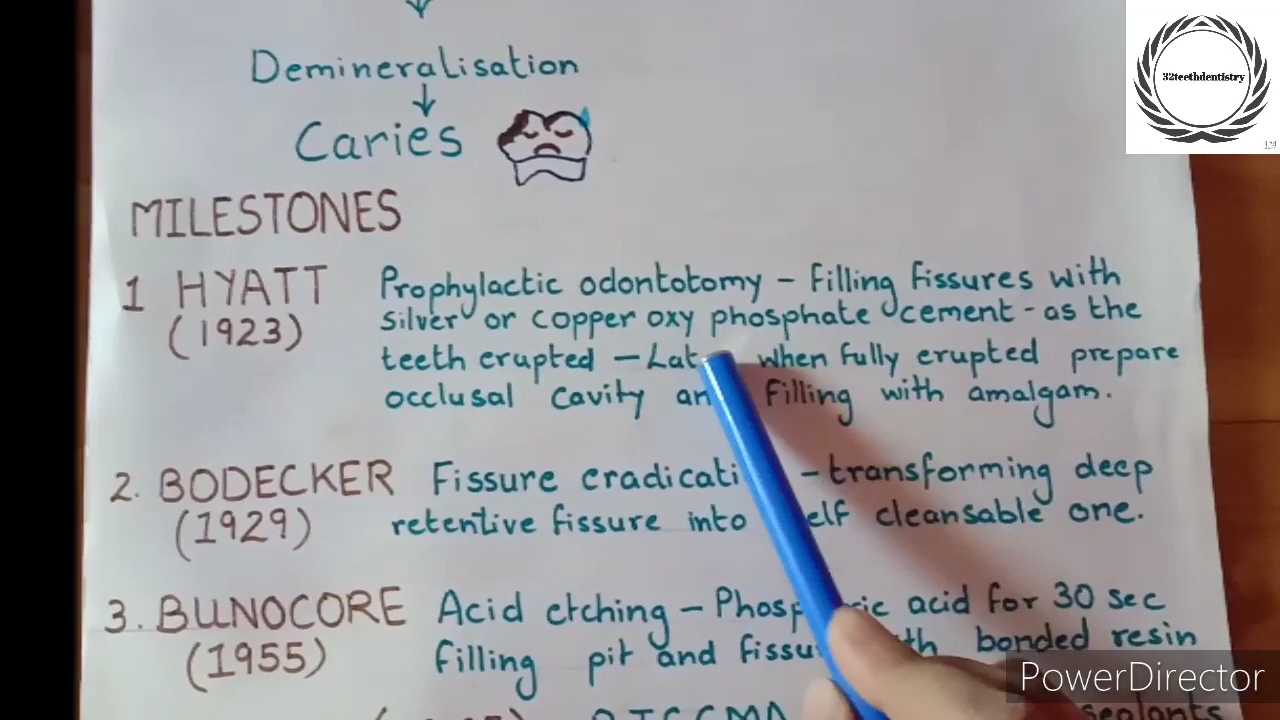 32teethdentistry
Demineralisation
Caries
MILESTONES
1 HYATT Prophylactic odontotomy - Filling fissures with
(1923) silver or copper oxy phosphate cement - as the
teeth erupted - when fully erupted prepare
occlusal cavity filling with amalgam.
2. BODECKER Fissure - transforming deep
(1929) retentive fissure into cleansable one.
3. BUNOCORE Acid etching - acid for 30 sec
(1955) filling pit and bonded resin
PowerDirector
sealants